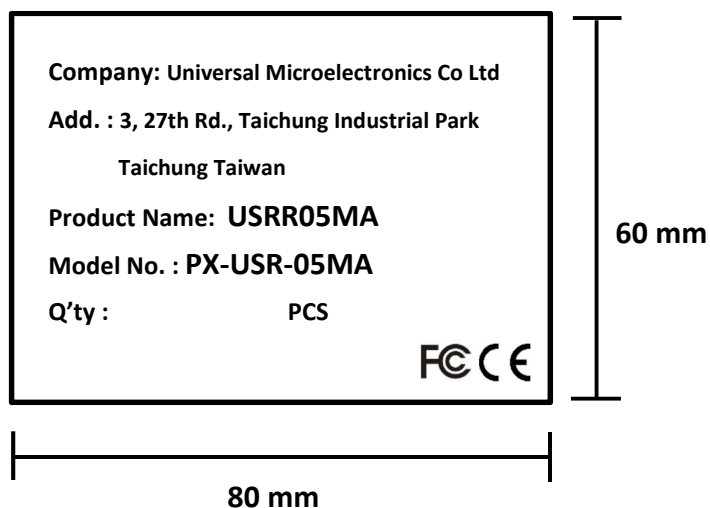 Company: Universal Microelectronics Co Ltd
Add. : 3, 27th Rd., Taichung Industrial Park
Taichung Taiwan
Product Name: USRR05MA
Model No. : PX-USR-05MA
Q’ty : PCS
FC CE
60 mm
80 mm